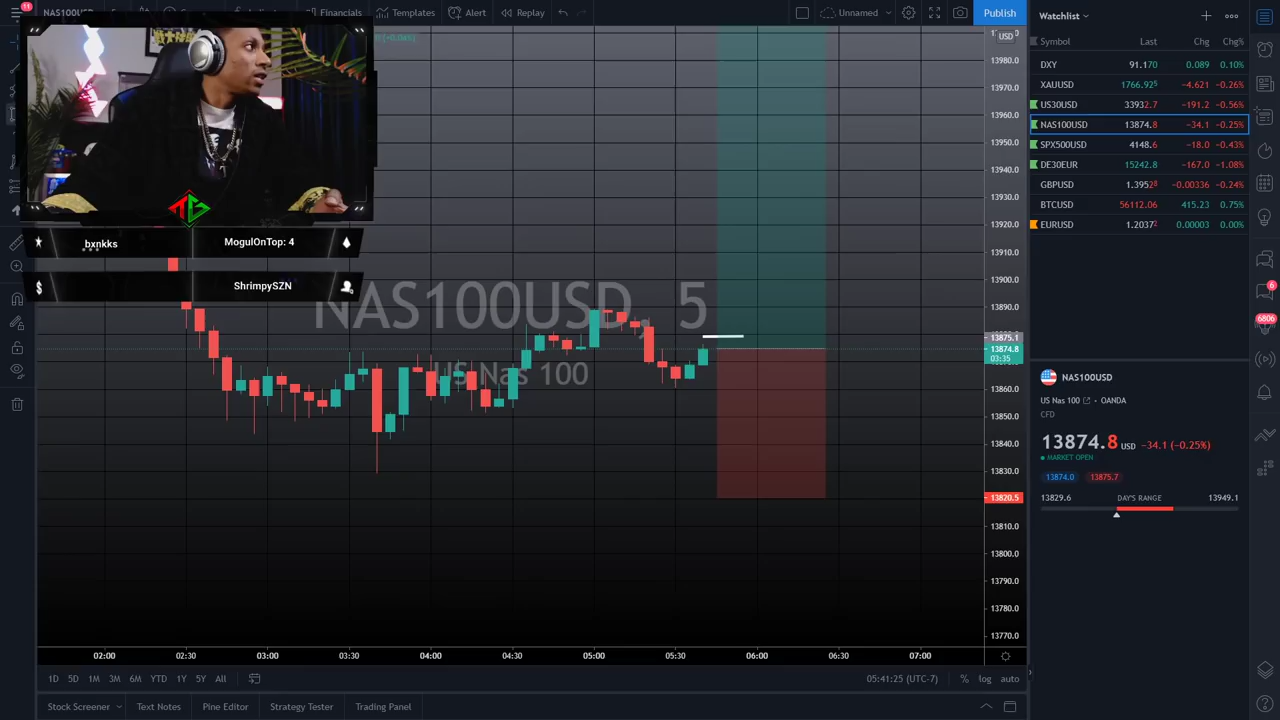 11
NAS100USD
Financials
Templates
Alert
Replay
Unnamed
Publish
USD
bxnkks
MogulOnTop: 4
ShrimpySZN
NAS100USD, 5
US Nas 100
13980.0
13970.0
13960.0
13950.0
13940.0
13930.0
13920.0
13910.0
13900.0
13890.0
13875.1
13874.8
03:35
13860.0
13850.0
13840.0
13830.0
13820.5
13810.0
13800.0
13790.0
13780.0
13770.0
02:00 02:30 03:00 03:30 04:00 04:30 05:00 05:30 06:00 06:30 07:00
1D 5D 1M 3M 6M YTD 1Y 5Y All
05:41:25 (UTC-7) % log auto
Stock Screener Text Notes Pine Editor Strategy Tester Trading Panel
Watchlist
Symbol Last Chg Chg%
DXY 91.170 0.089 0.10%
XAUUSD 1766.925 -4.621 -0.26%
US30USD 33932.7 -191.2 -0.56%
NAS100USD 13874.8 -34.1 -0.25%
SPX500USD 4148.6 -18.0 -0.43%
DE30EUR 15242.8 -167.0 -1.08%
GBPUSD 1.39528 -0.00336 -0.24%
BTCUSD 56112.06 415.23 0.75%
EURUSD 1.20372 0.00003 0.00%
NAS100USD
US Nas 100 • OANDA
CFD
13874.8 USD −34.1 (−0.25%)
MARKET OPEN
13874.0 13875.7
13829.6 DAY'S RANGE 13949.1
6
6806